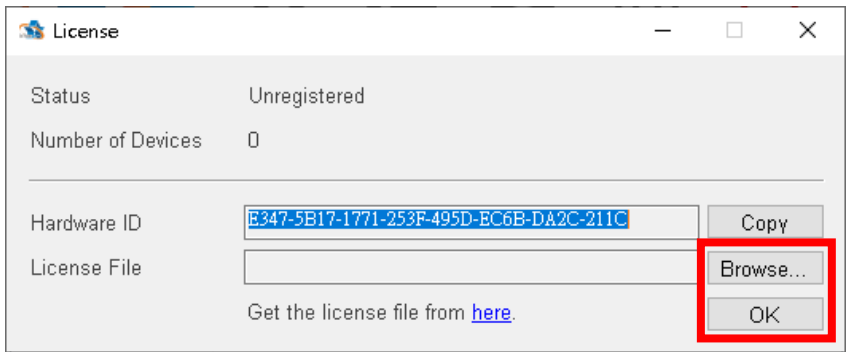 License
Status Unregistered
Number of Devices 0
Hardware ID E347-5B17-1771-253F-495D-EC6B-DA2C-211C Copy
License File Browse...
Get the license file from here. OK